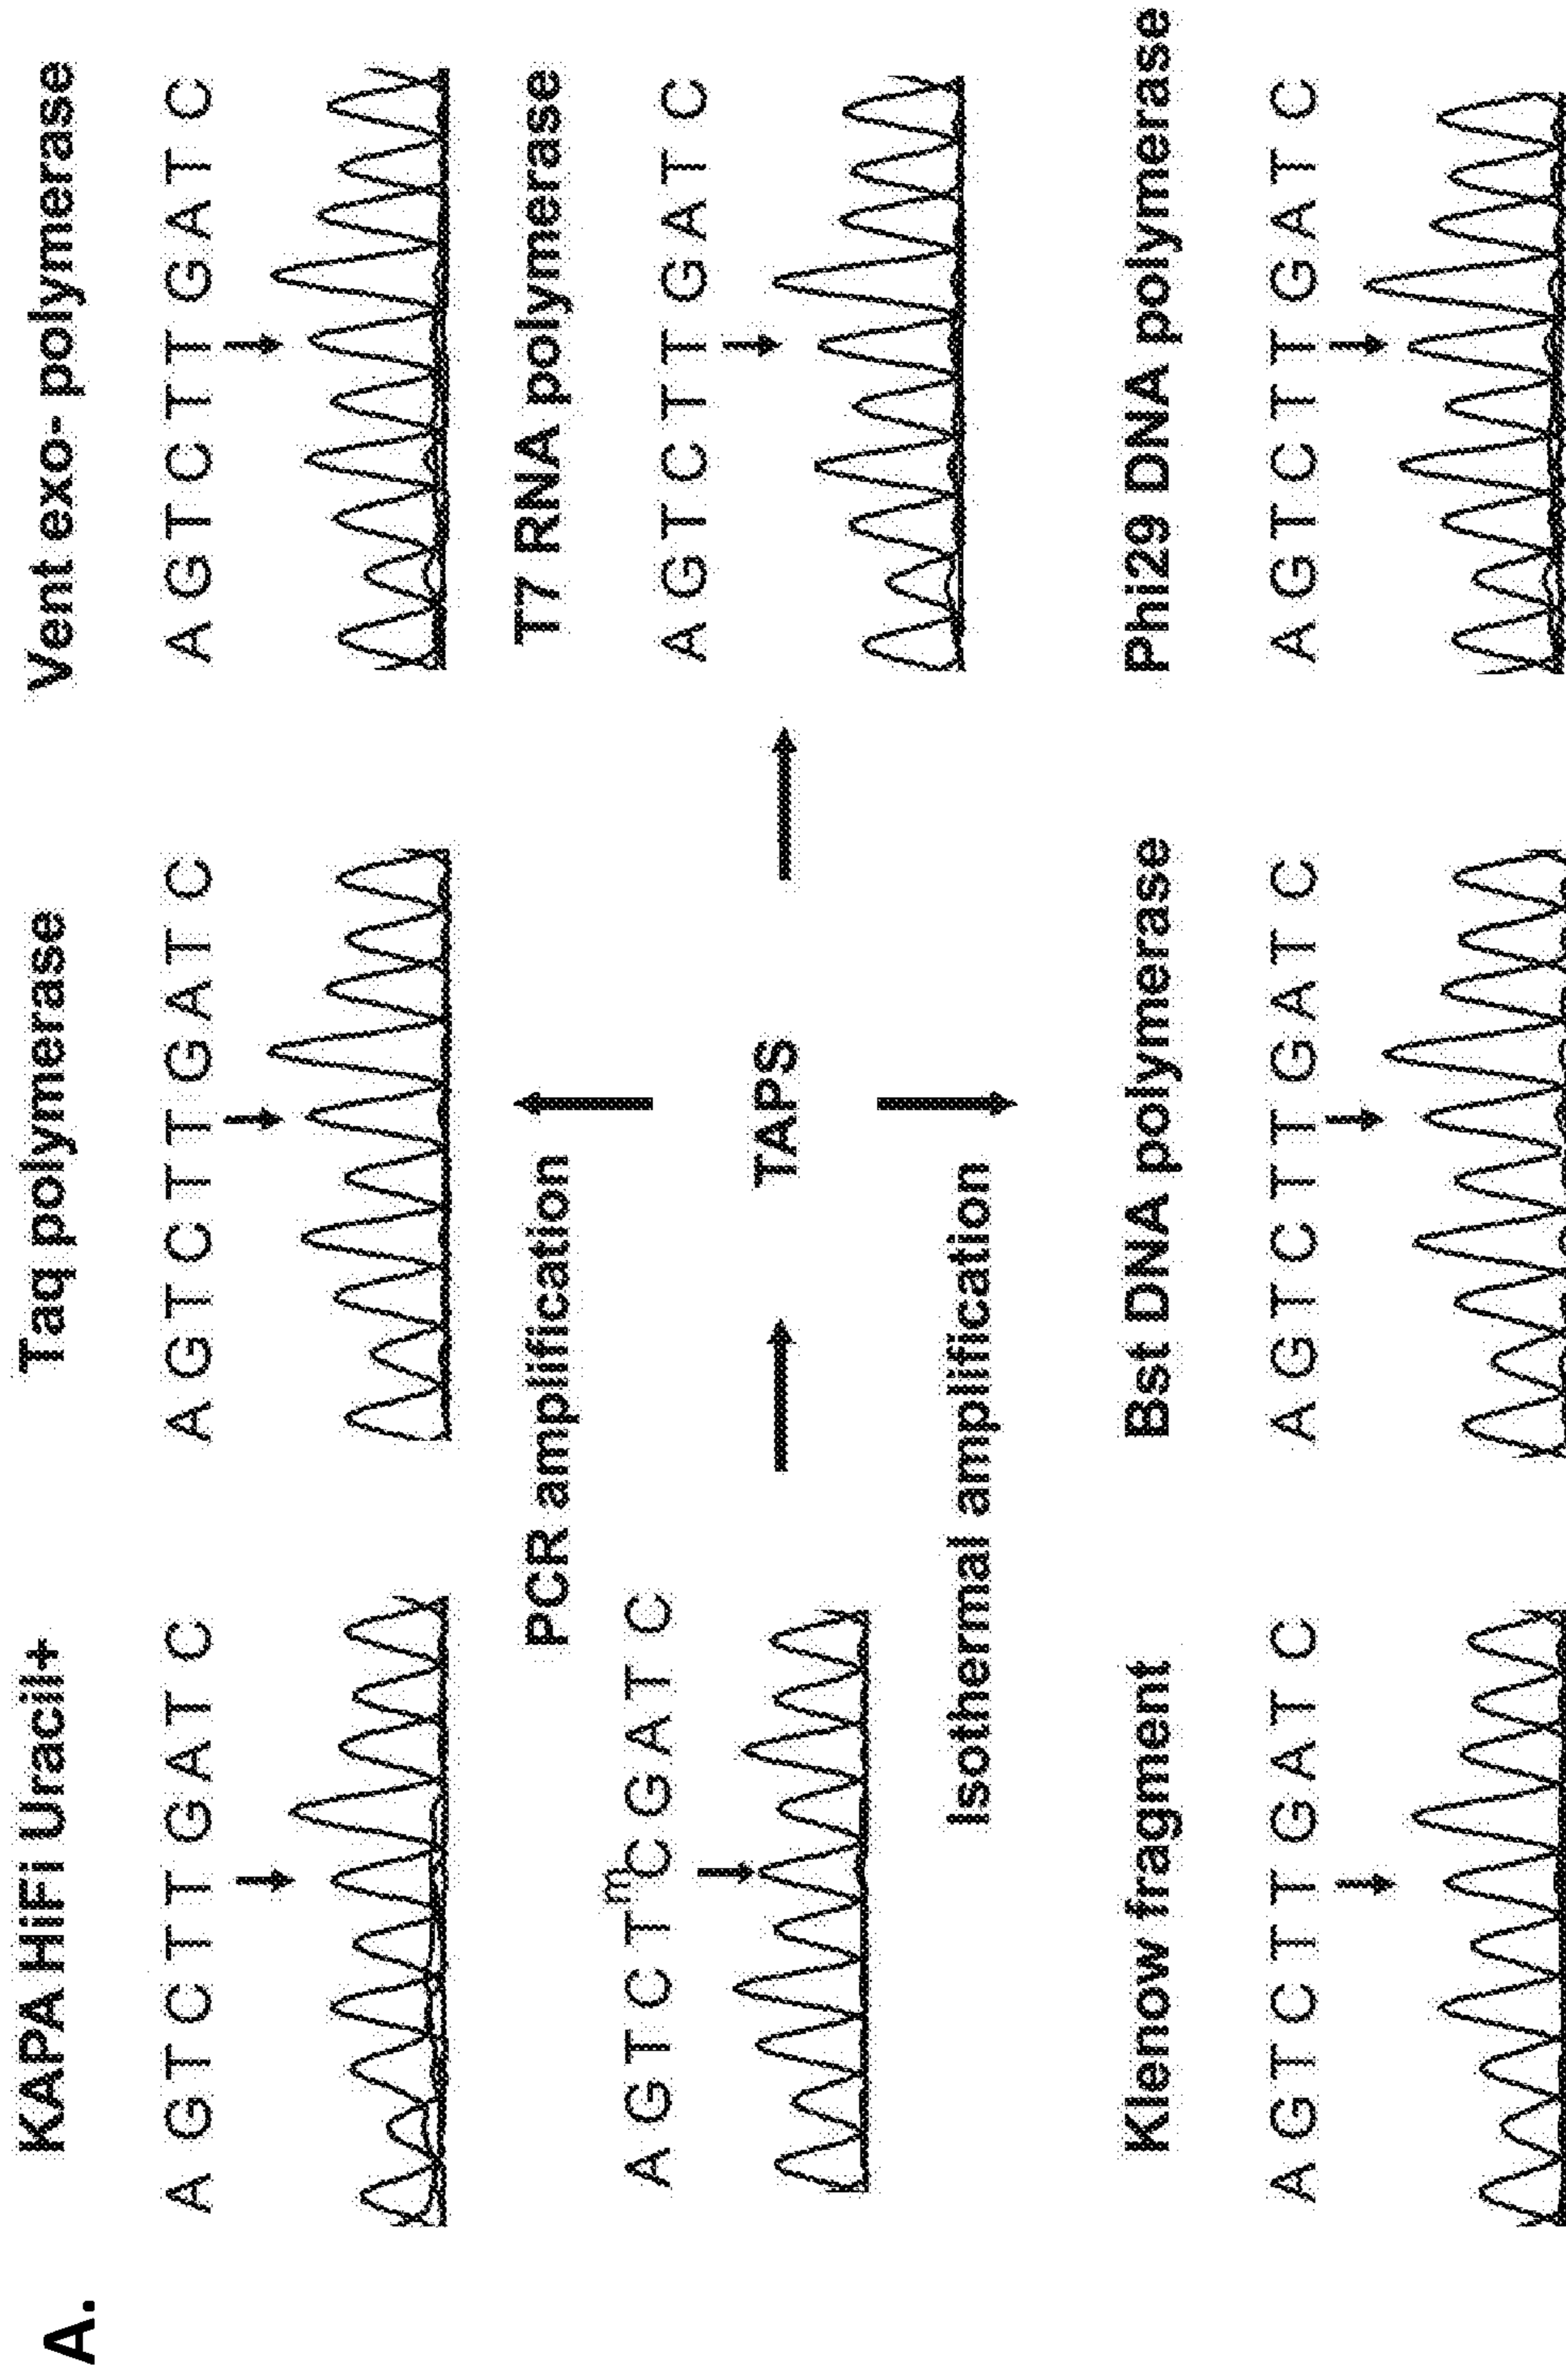 A.
KAPA HiFi Uracil+
Taq polymerase
Vent exo- polymerase
A G T C T T G A T C
A G T C T T G A T C
A G T C T T G A T C
PCR amplification
T7 RNA polymerase
A G T C T mC G A T C
TAPS
A G T C T T G A T C
Isothermal amplification
Klenow fragment
Bst DNA polymerase
Phi29 DNA polymerase
A G T C T T G A T C
A G T C T T G A T C
A G T C T T G A T C